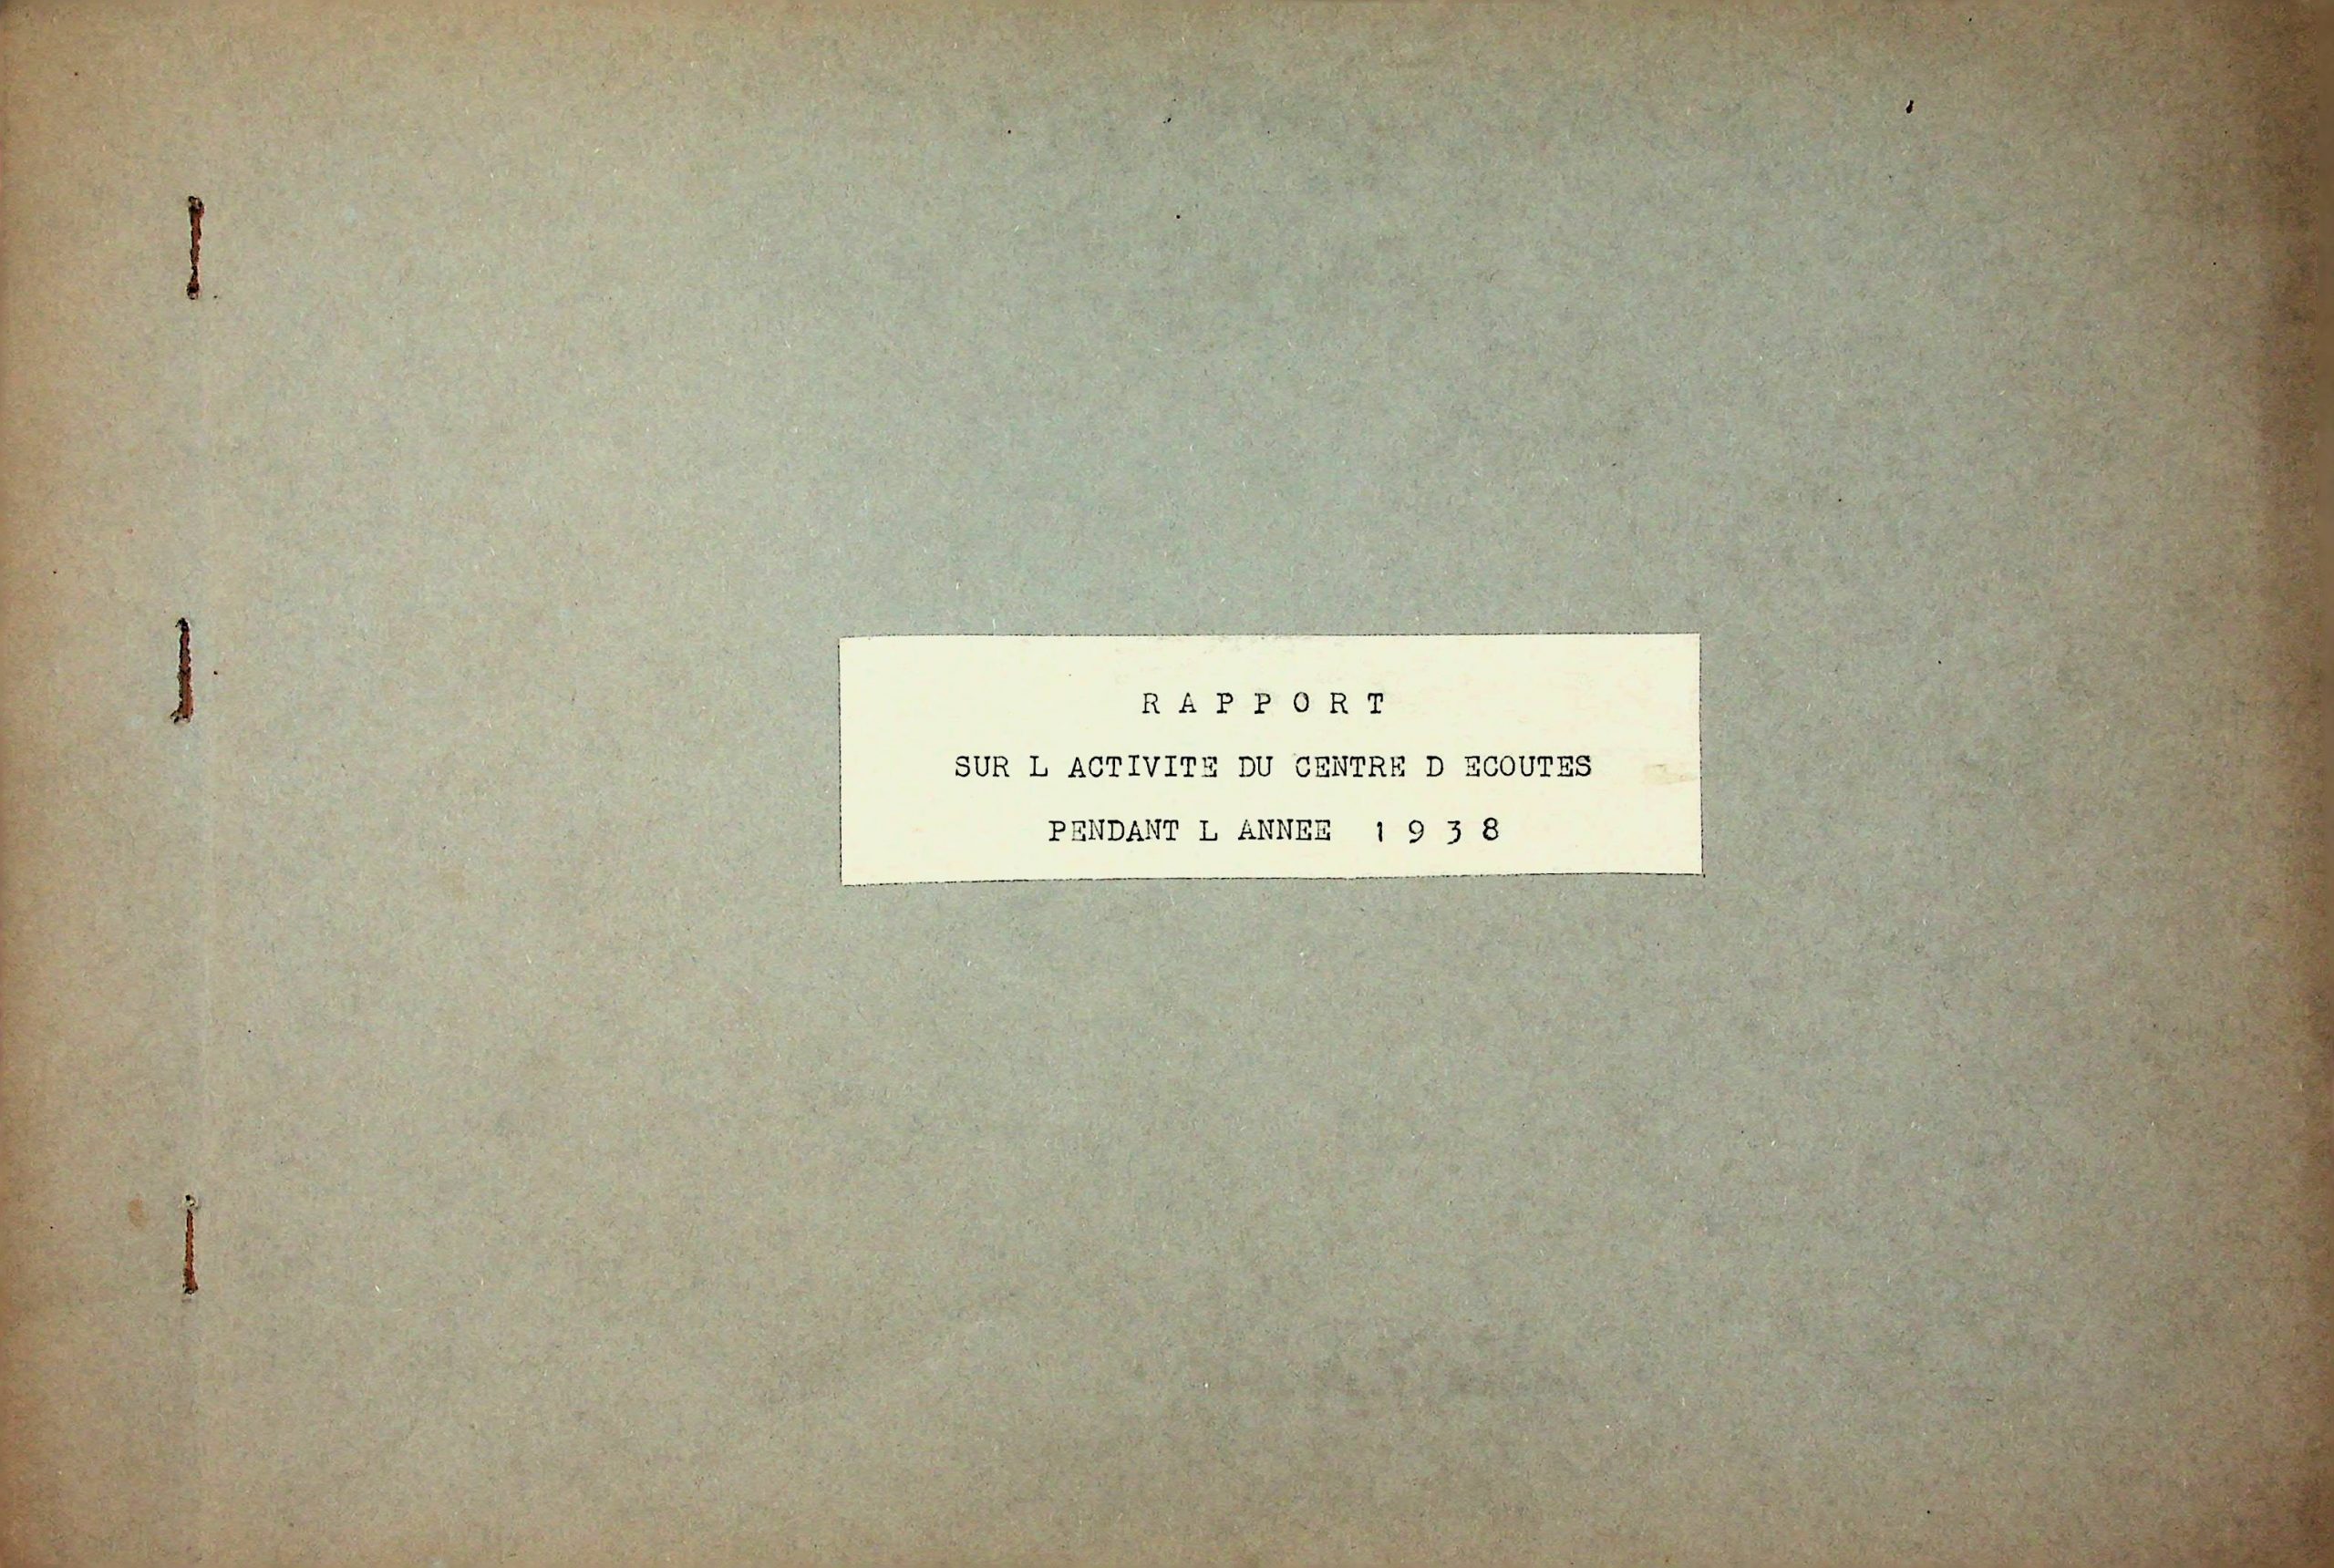 R A P P O R T
SUR L ACTIVITE DU CENTRE D ECOUTES
PENDANT L ANNEE 1 9 3 8